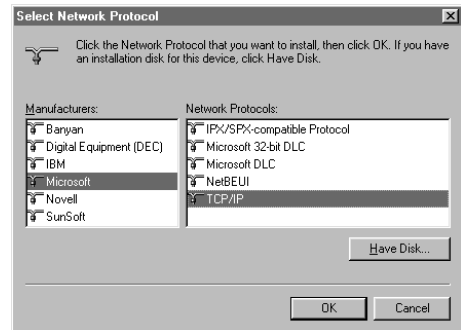 Select Network Protocol
Click the Network Protocol that you want to install, then click OK. If you have
an installation disk for this device, click Have Disk.
Manufacturers:
Banyan
Digital Equipment (DEC)
IBM
Microsoft
Novell
SunSoft
Network Protocols:
IPX/SPX-compatible Protocol
Microsoft 32-bit DLC
Microsoft DLC
NetBEUI
TCP/IP
Have Disk...
OK
Cancel